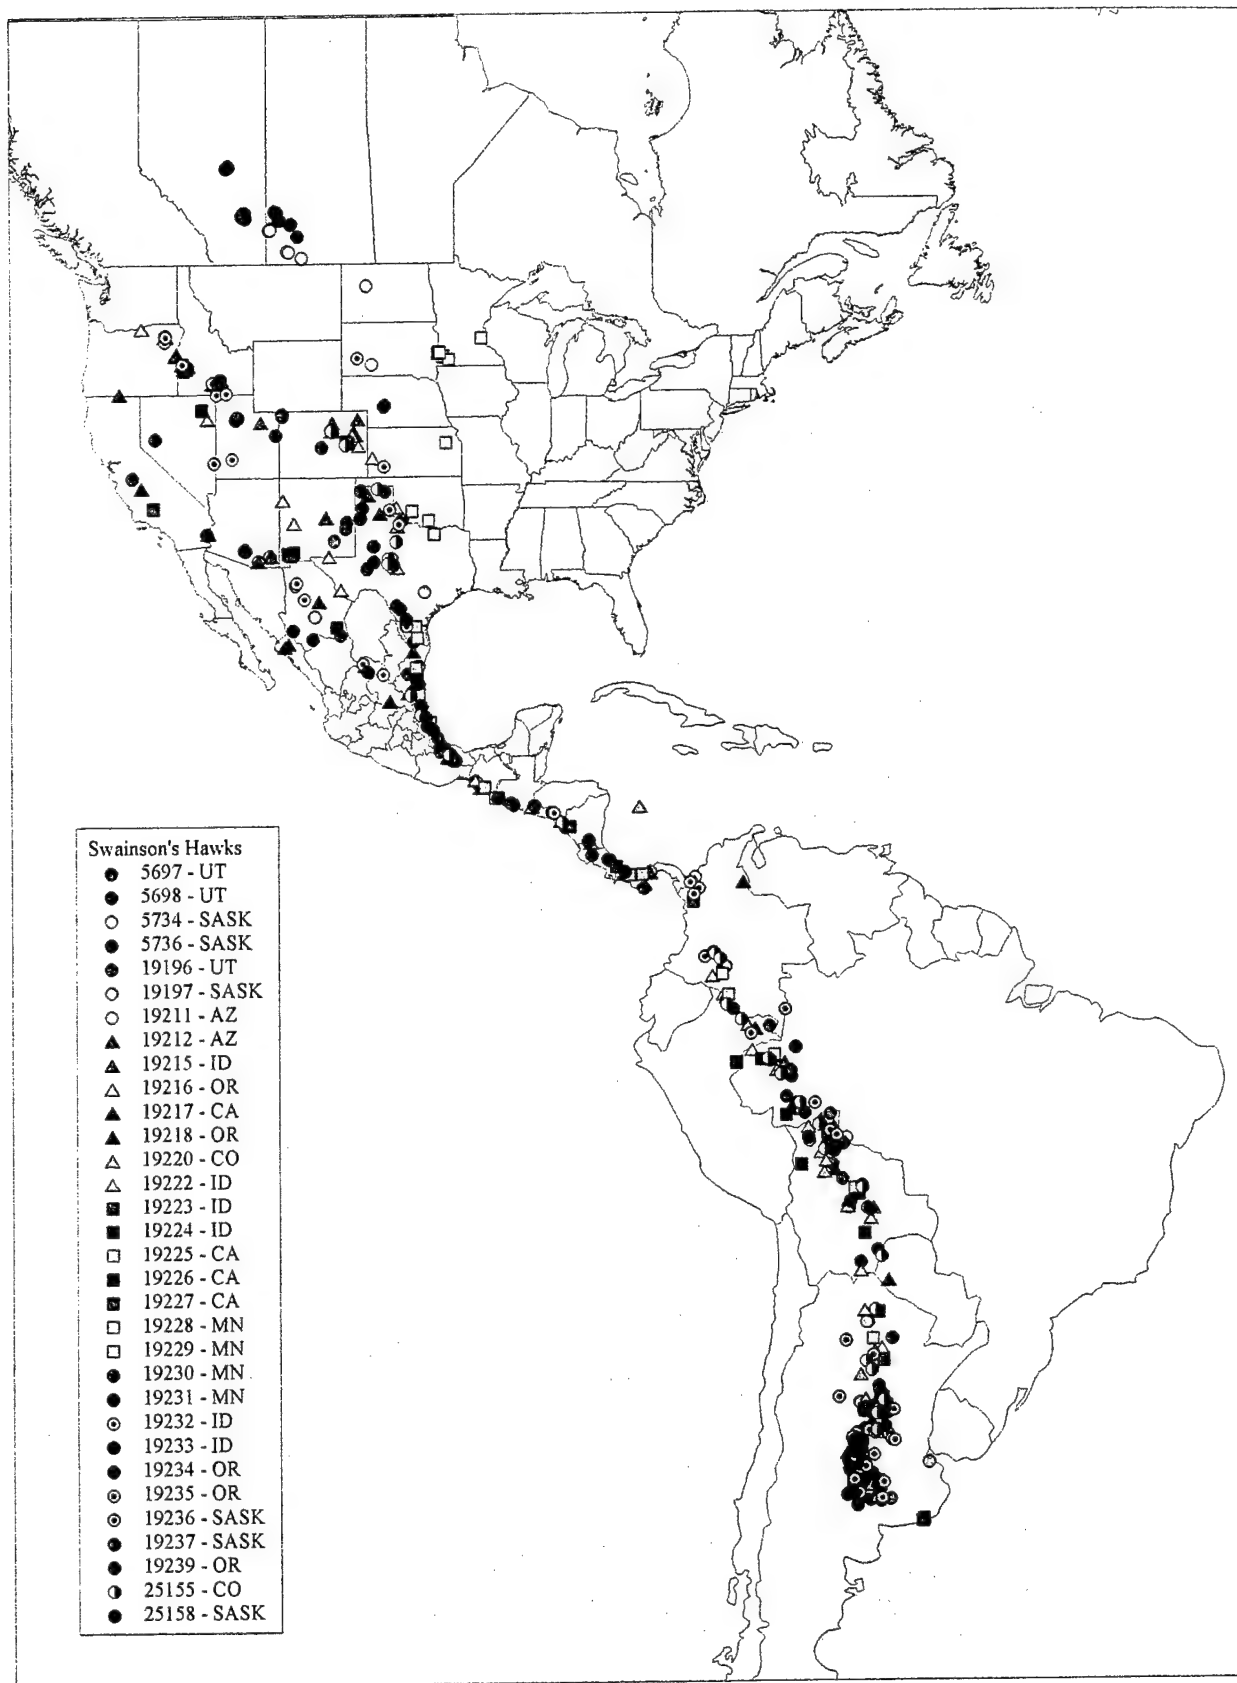 Swainson's Hawks
5697 - UT
5698 - UT
5734 - SASK
5736 - SASK
19196 - UT
19197 - SASK
19211 - AZ
19212 - AZ
19215 - ID
19216 - OR
19217 - CA
19218 - OR
19220 - CO
19222 - ID
19223 - ID
19224 - ID
19225 - CA
19226 - CA
19227 - CA
19228 - MN
19229 - MN
19230 - MN
19231 - MN
19232 - ID
19233 - ID
19234 - OR
19235 - OR
19236 - SASK
19237 - SASK
19239 - OR
25155 - CO
25158 - SASK